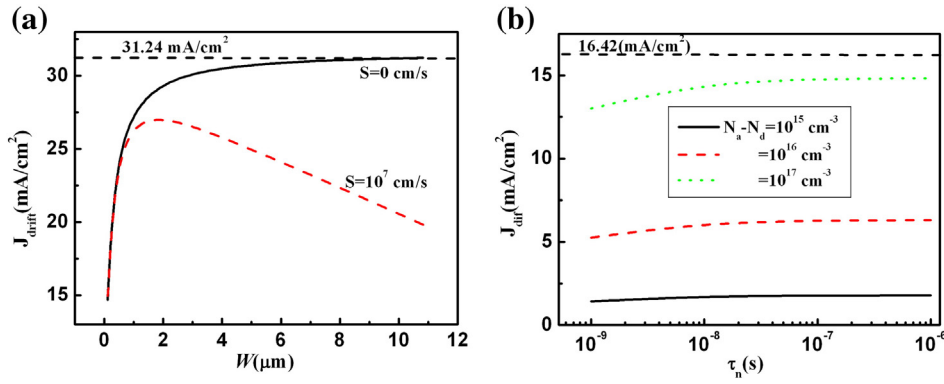 (a)
31.24 mA/cm²
S=0 cm/s
S=10⁷ cm/s
J_drift(mA/cm²)
30
25
20
15
0 2 4 6 8 10 12
W(μm)
(b)
16.42(mA/cm²)
N_a-N_d=10¹⁵ cm⁻³
=10¹⁶ cm⁻³
=10¹⁷ cm⁻³
J_dif(mA/cm²)
15
10
5
0
10⁻⁹ 10⁻⁸ 10⁻⁷ 10⁻⁶
τ_n(s)